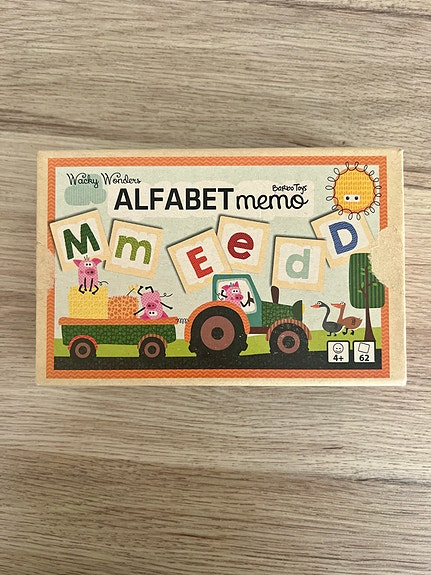 Wacky Wonders
Barbo Toys
ALFABET memo
M m E e d D
4+ 62